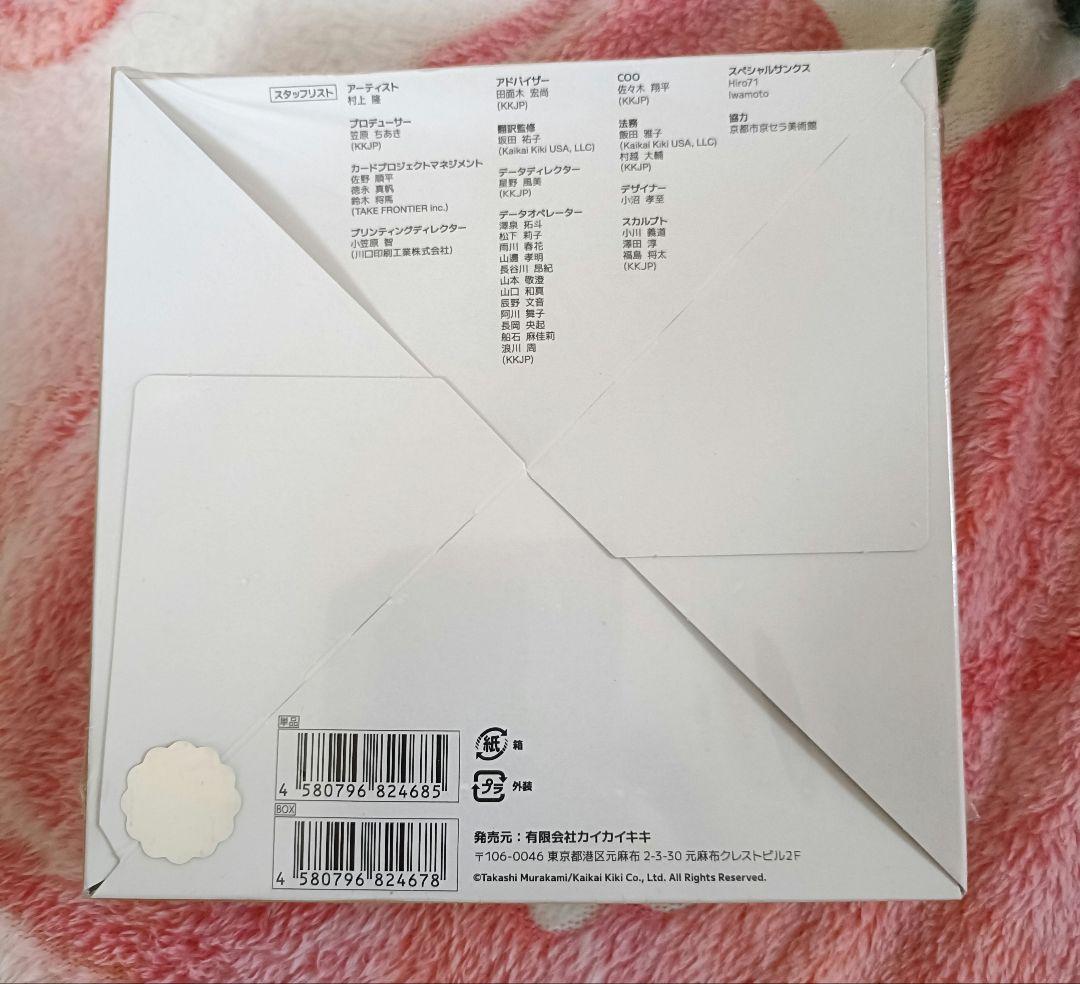 スタッフリスト
アーティスト
村上 隆
プロデューサー
笠原 ちあき
(KKJP)
カードプロジェクトマネジメント
佐野 順平
徳永 真帆
鈴木 将馬
(TAKE FRONTIER inc.)
プリンティングディレクター
小笠原 智
(川口印刷工業株式会社)
アドバイザー
田面木 宏尚
(KKJP)
翻訳監修
坂田 祐子
(Kaikai Kiki USA, LLC)
データディレクター
星野 風美
(KKJP)
データオペレーター
澤泉 拓斗
松下 莉子
雨川 春花
山邊 孝明
長谷川 昂紀
山本 敬澄
山口 和真
辰野 文音
阿川 舞子
長岡 央起
船石 麻佳莉
浪川 周
(KKJP)
COO
佐々木 翔平
(KKJP)
法務
飯田 雅子
(Kaikai Kiki USA, LLC)
村越 大輔
(KKJP)
デザイナー
小沼 孝至
スカルプト
小川 義道
澤田 淳
福島 将太
(KKJP)
スペシャルサンクス
Hiro71
Iwamoto
協力
京都市京セラ美術館
単品
4 580796 824685
BOX
4 580796 824678
紙 箱
プラ 外装
発売元：有限会社カイカイキキ
〒106-0046 東京都港区元麻布 2-3-30 元麻布クレストビル2F
©Takashi Murakami/Kaikai Kiki Co., Ltd. All Rights Reserved.